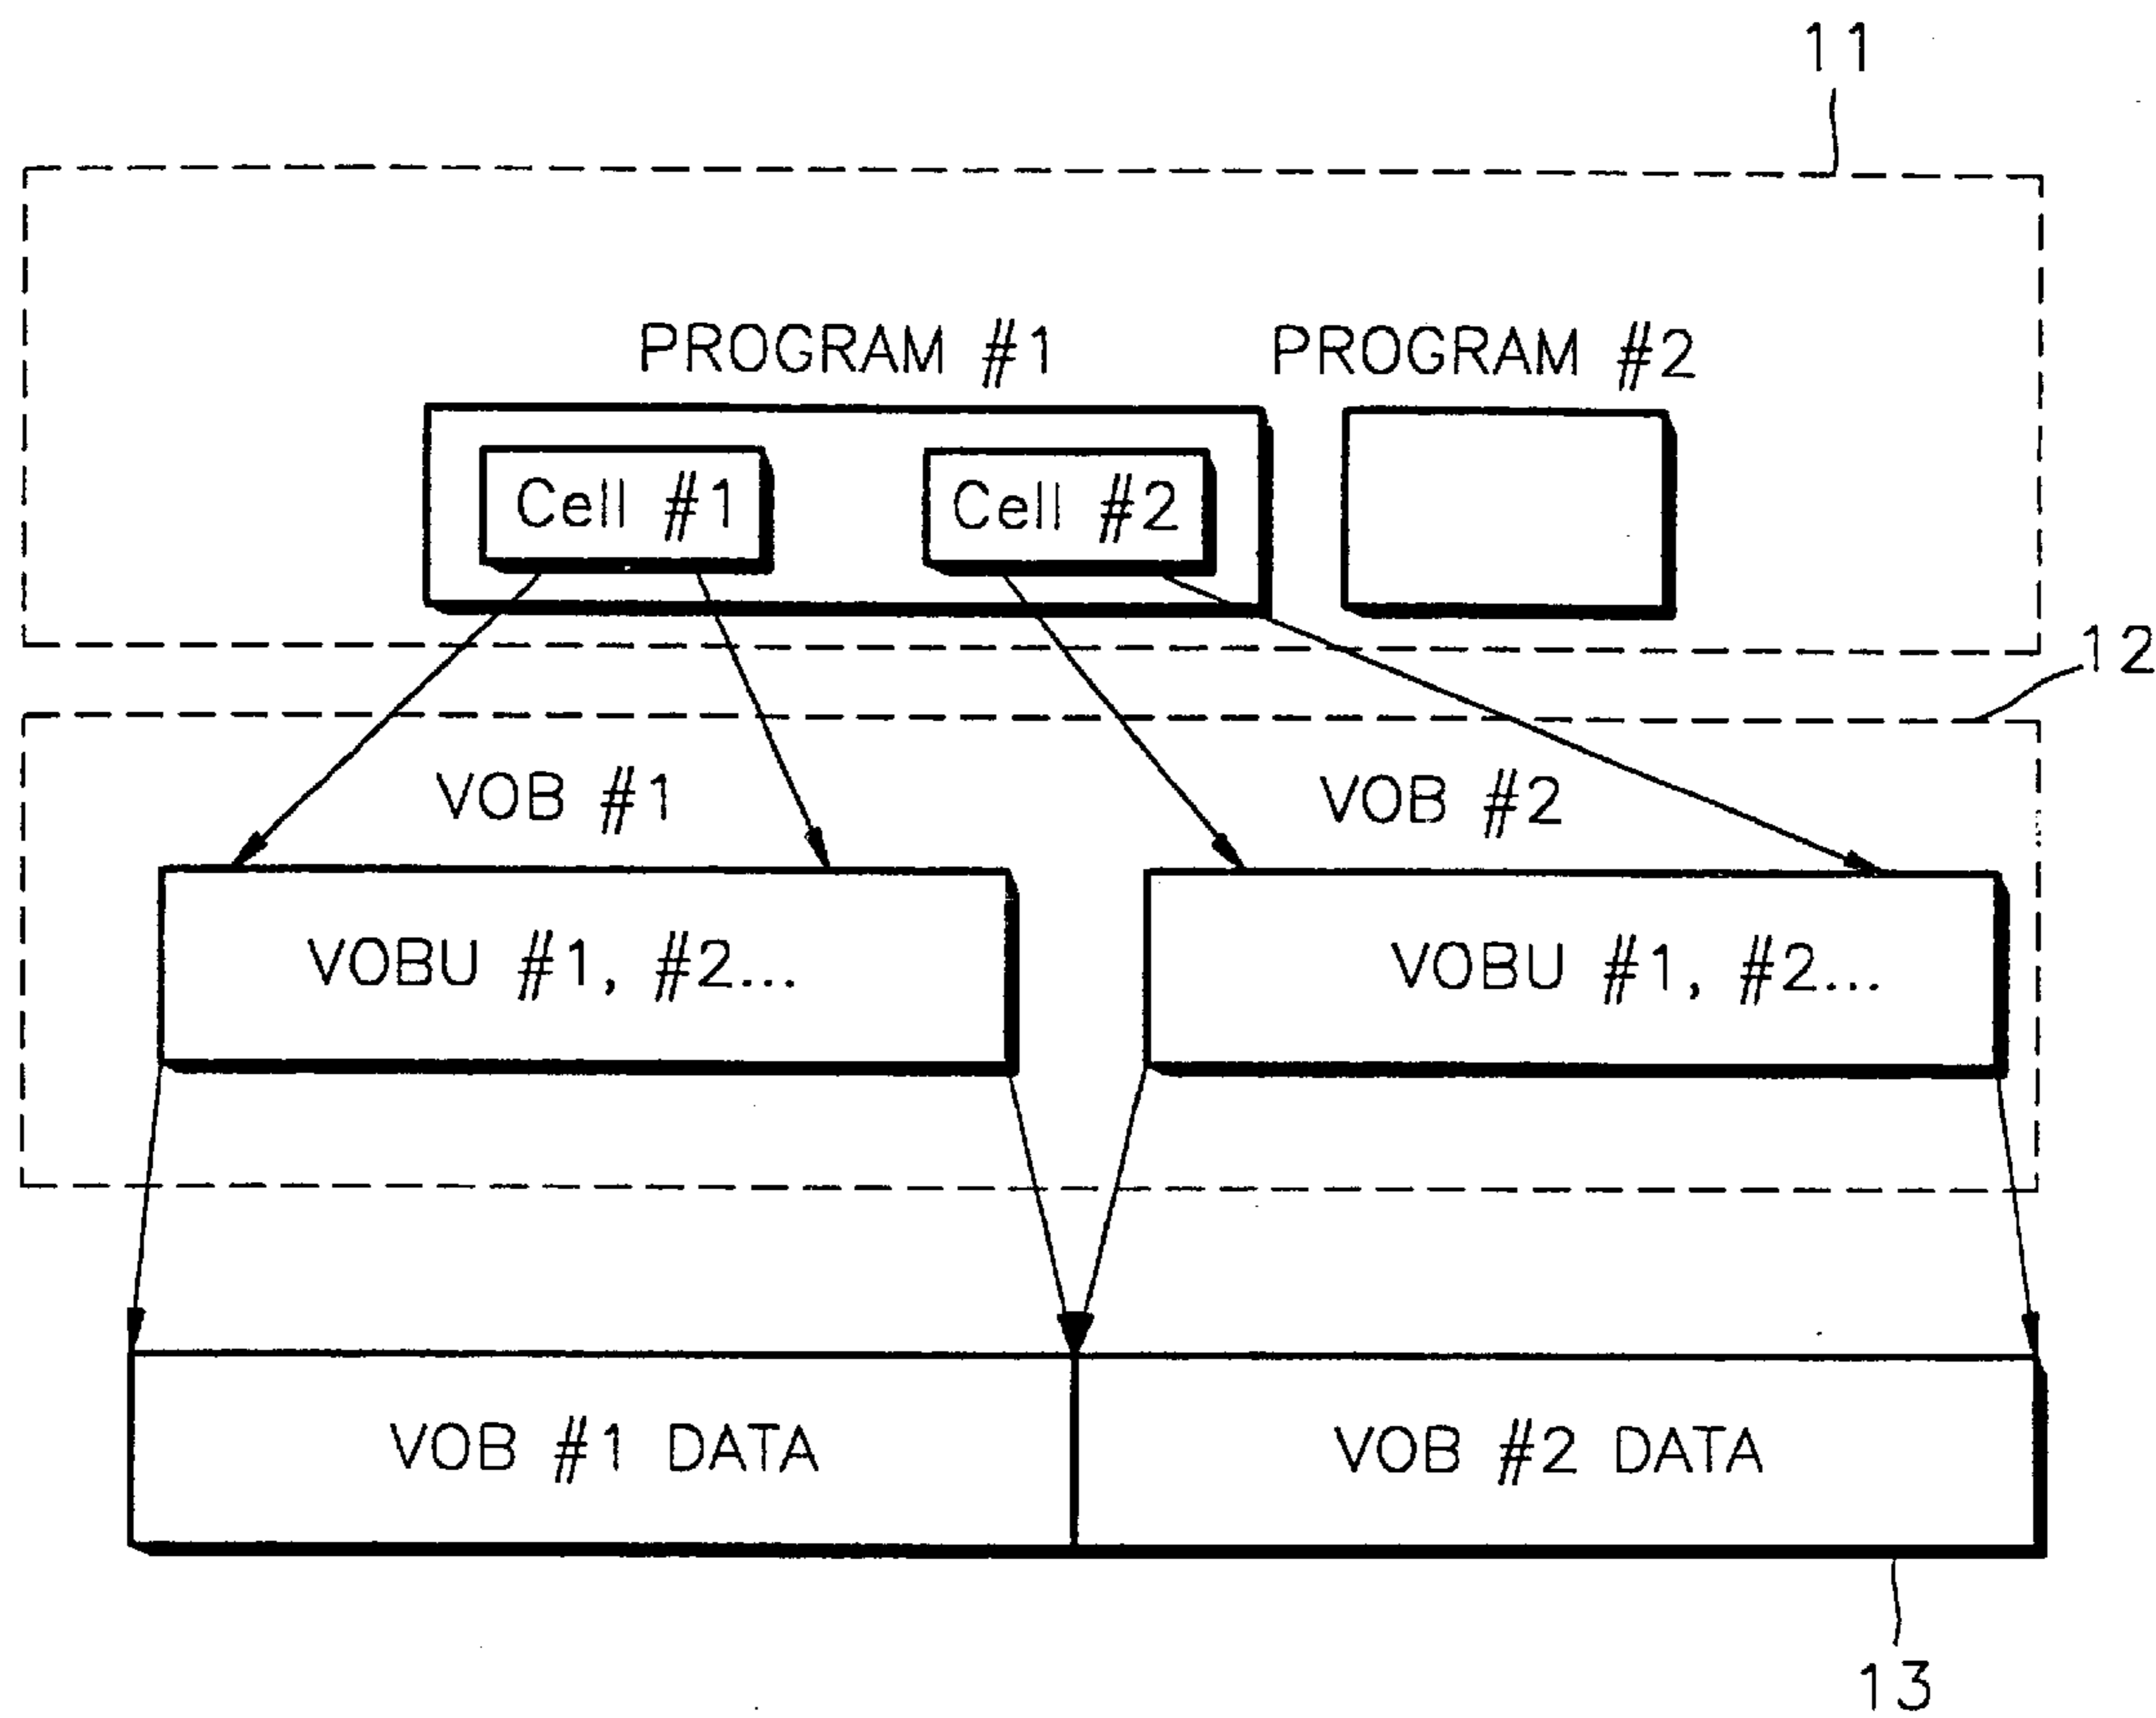 11
PROGRAM #1 PROGRAM #2
Cell #1 Cell #2
12
VOB #1 VOB #2
VOBU #1, #2... VOBU #1, #2...
VOB #1 DATA VOB #2 DATA
13